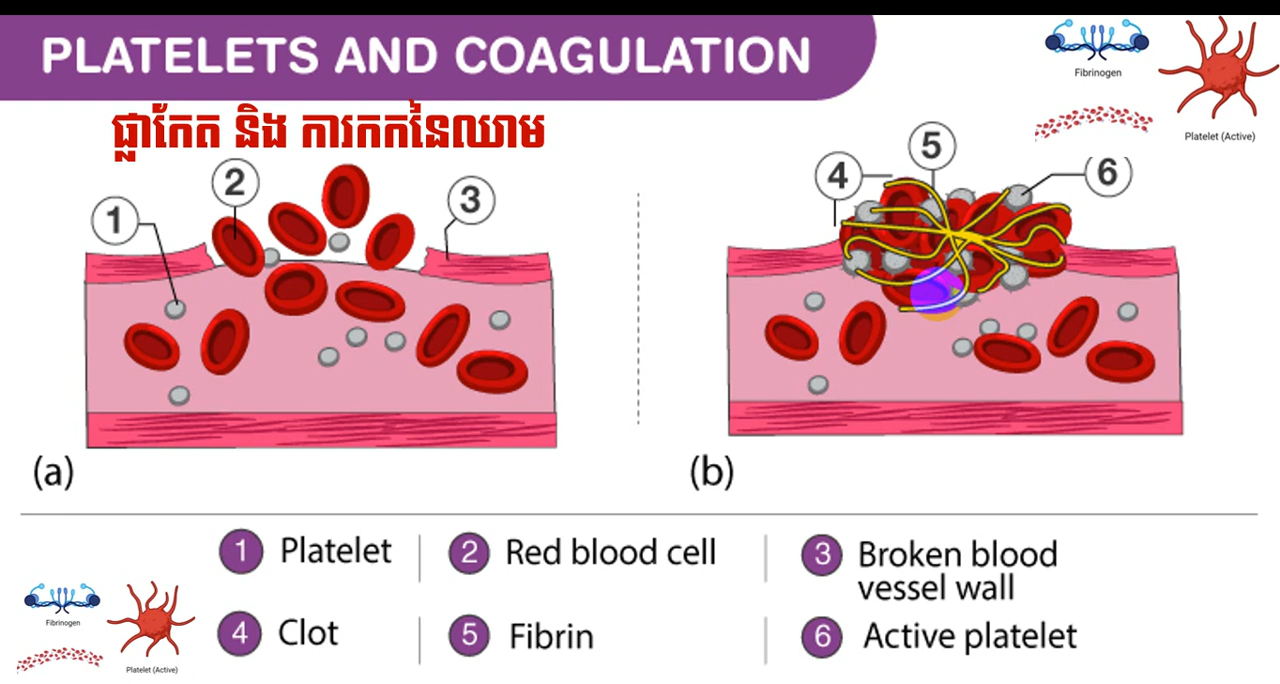 PLATELETS AND COAGULATION
Fibrinogen
Platelet (Active)
ផ្លាកែត និង ការកកនៃឈាម
1
2
3
4
5
6
(a)
(b)
1 Platelet
2 Red blood cell
3 Broken blood
vessel wall
4 Clot
5 Fibrin
6 Active platelet
Fibrinogen
Platelet (Active)